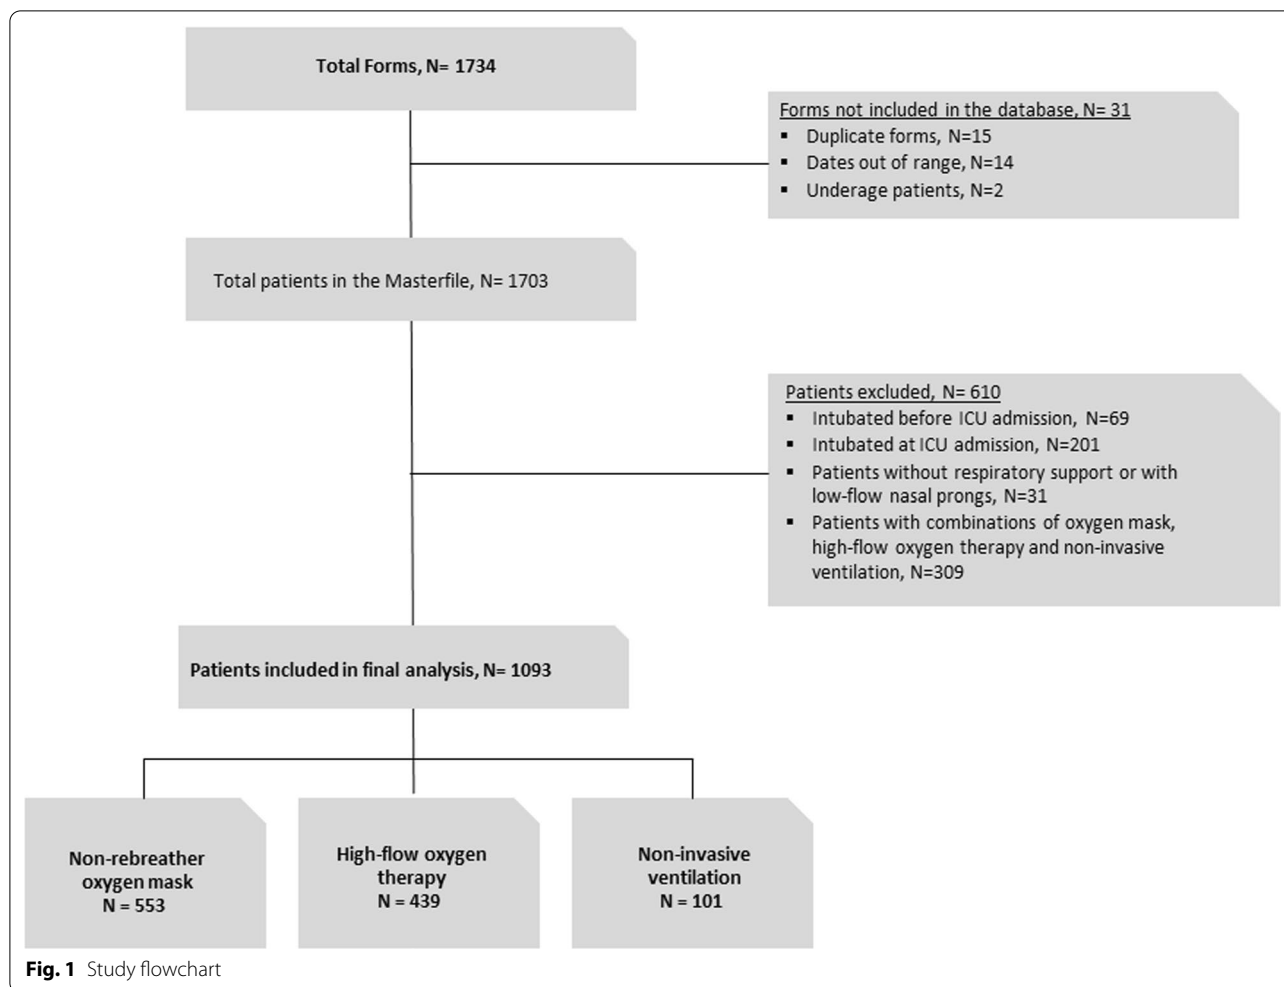 Total Forms, N= 1734
Forms not included in the database, N= 31
▪ Duplicate forms, N=15
▪ Dates out of range, N=14
▪ Underage patients, N=2
Total patients in the Masterfile, N= 1703
Patients excluded, N= 610
▪ Intubated before ICU admission, N=69
▪ Intubated at ICU admission, N=201
▪ Patients without respiratory support or with
low-flow nasal prongs, N=31
▪ Patients with combinations of oxygen mask,
high-flow oxygen therapy and non-invasive
ventilation, N=309
Patients included in final analysis, N= 1093
Non-rebreather
oxygen mask
N = 553
High-flow oxygen
therapy
N = 439
Non-invasive
ventilation
N = 101
Fig. 1 Study flowchart